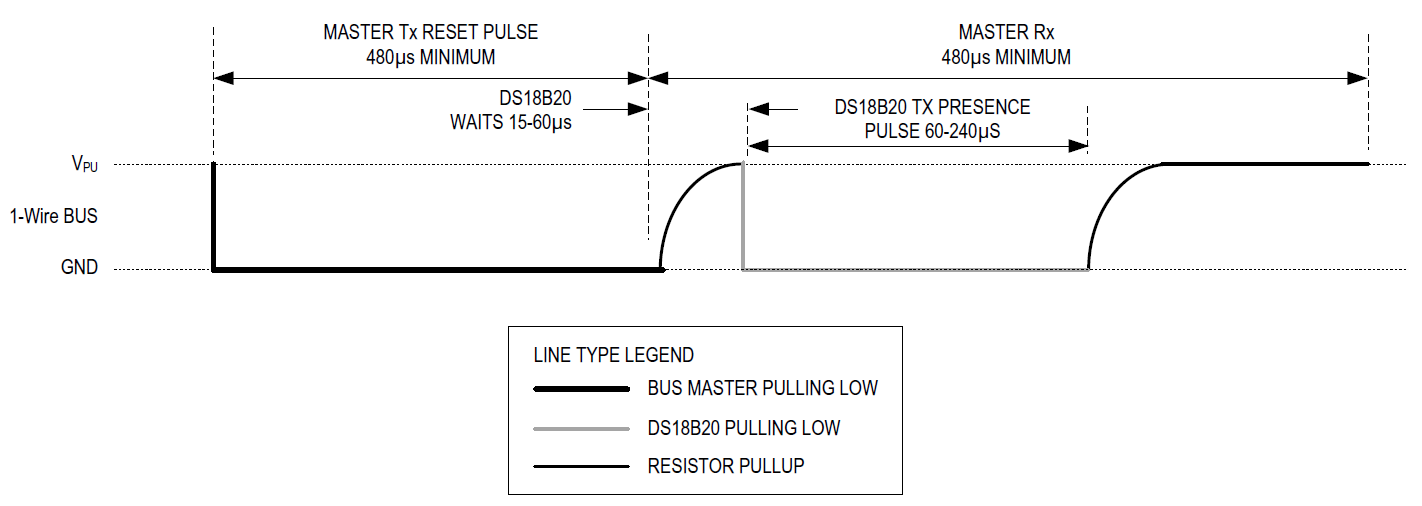 MASTER Tx RESET PULSE
480µs MINIMUM
MASTER Rx
480µs MINIMUM
DS18B20
WAITS 15-60µs
DS18B20 TX PRESENCE
PULSE 60-240µS
VPU
1-Wire BUS
GND
LINE TYPE LEGEND
BUS MASTER PULLING LOW
DS18B20 PULLING LOW
RESISTOR PULLUP